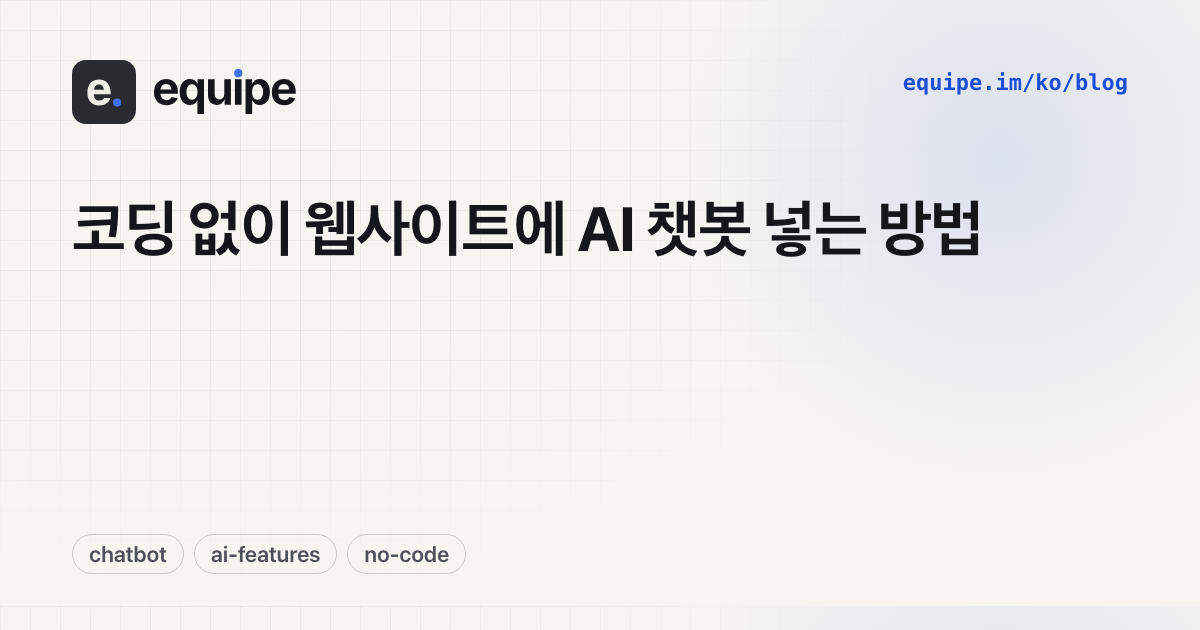 e. equipe
equipe.im/ko/blog
코딩 없이 웹사이트에 AI 챗봇 넣는 방법
chatbot ai-features no-code